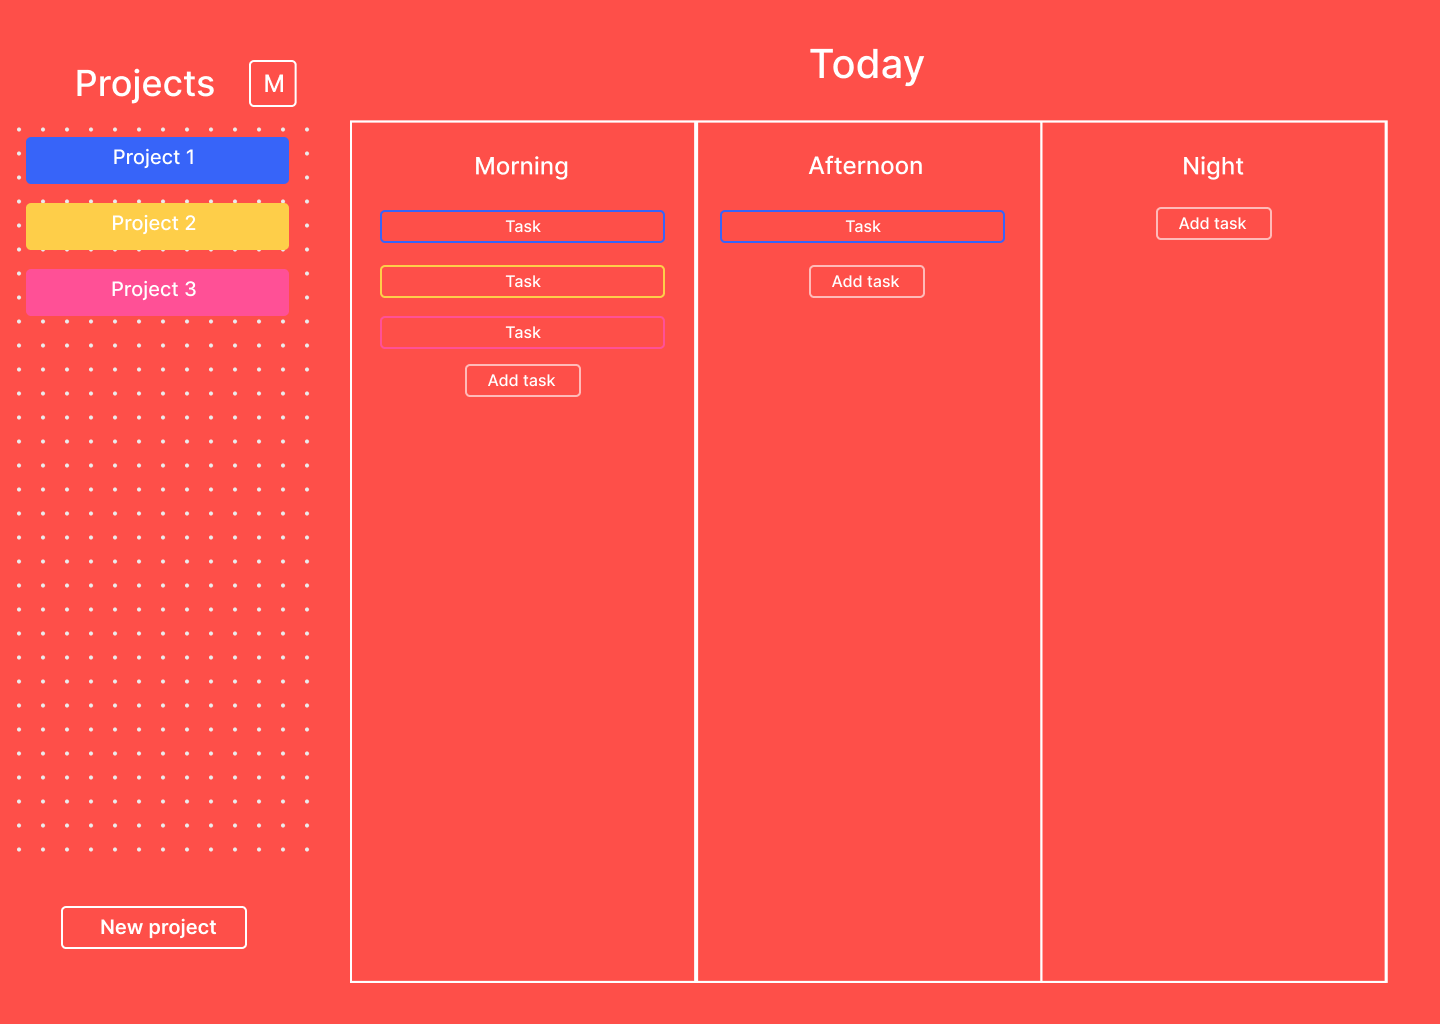 Projects
M
Project 1
Project 2
Project 3
New project
Today
Morning
Task
Task
Task
Add task
Afternoon
Task
Add task
Night
Add task